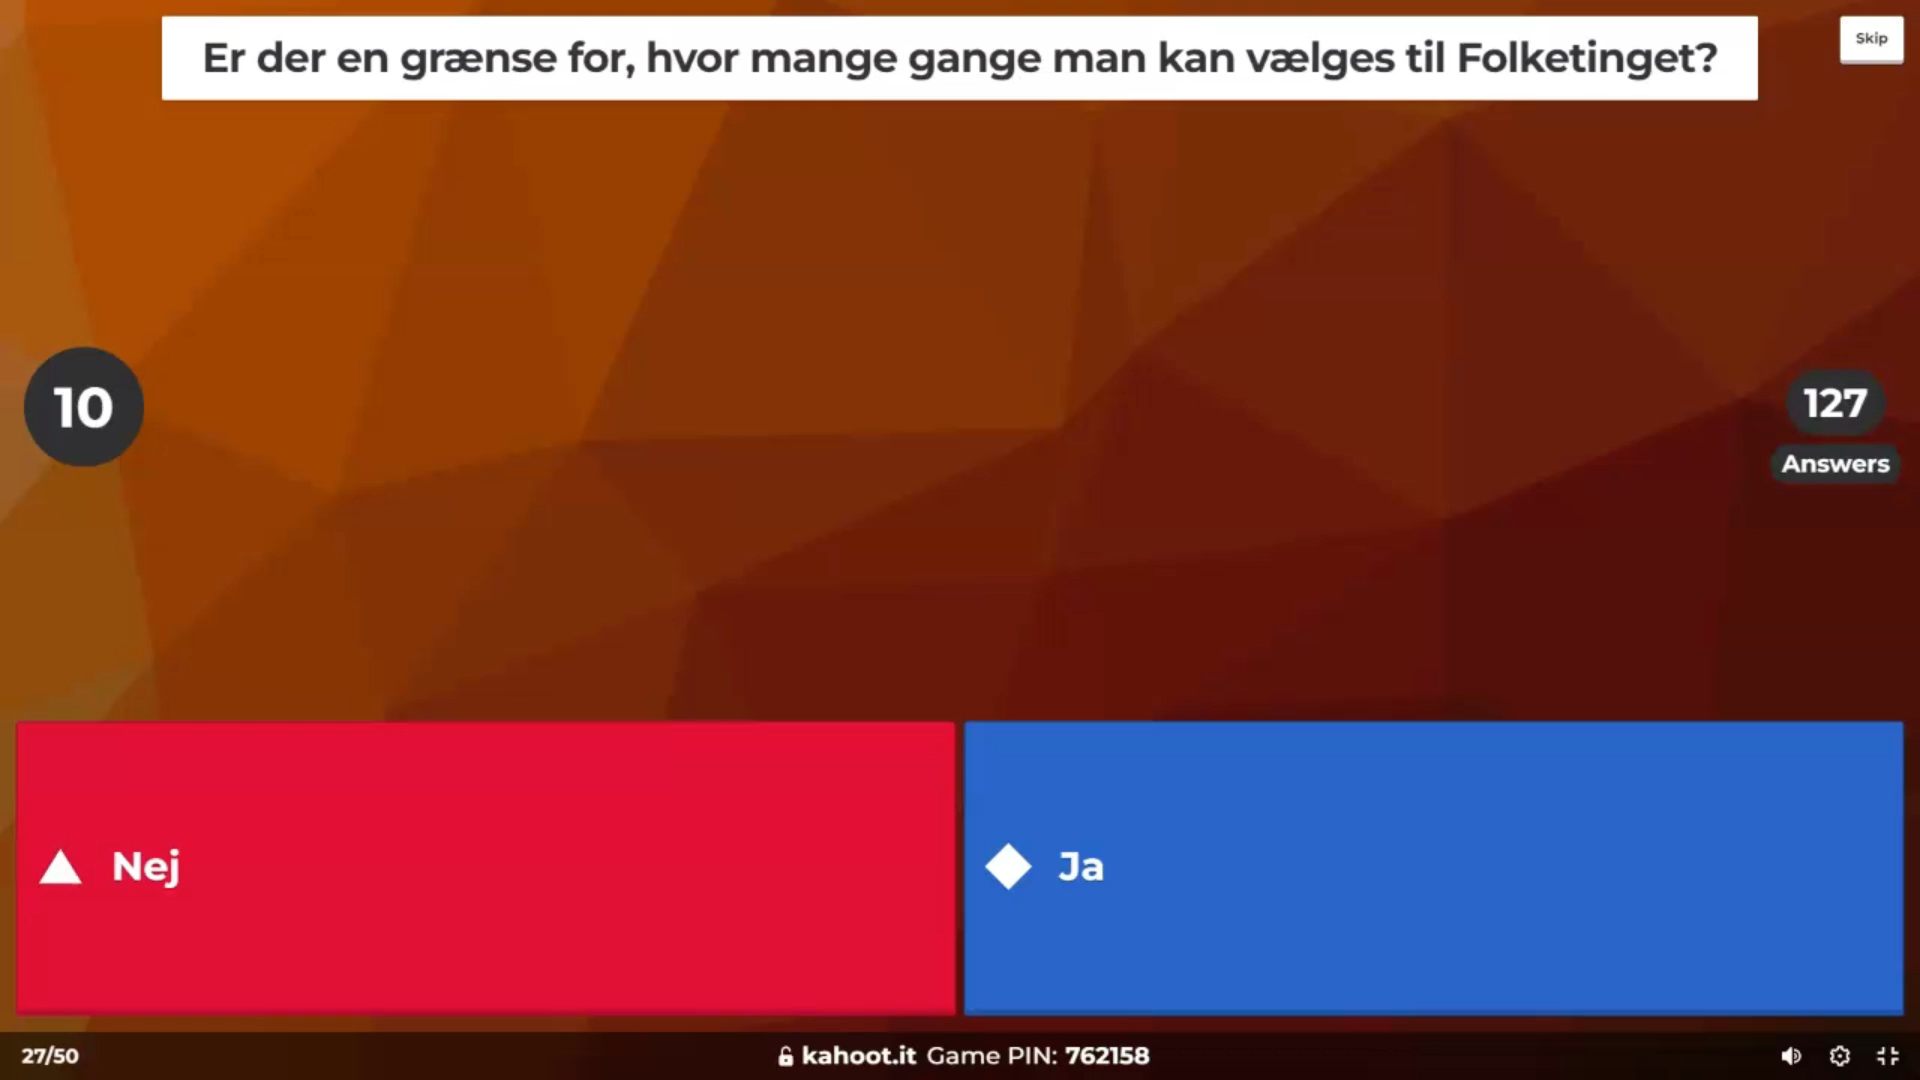 Er der en grænse for, hvor mange gange man kan vælges til Folketinget?
Skip
10
127
Answers
Nej
Ja
27/50
kahoot.it Game PIN: 762158